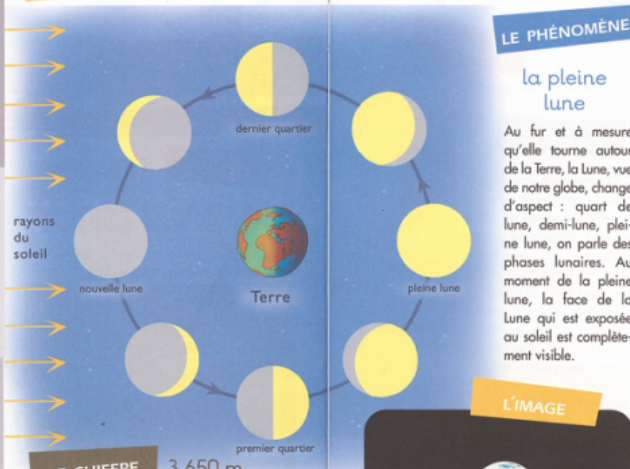 dernier quartier
rayons
du
soleil
nouvelle lune
Terre
pleine lune
premier quartier
CHIFFRE
3 650 m
LE PHÉNOMÈNE
la pleine
lune
Au fur et à mesure
qu'elle tourne autour
de la Terre, la Lune, vue
de notre globe, change
d'aspect : quart de
lune, demi-lune, plei-
ne lune, on parle des
phases lunaires. Au
moment de la pleine
lune, la face de la
Lune qui est exposée
au soleil est complète-
ment visible.
L'IMAGE